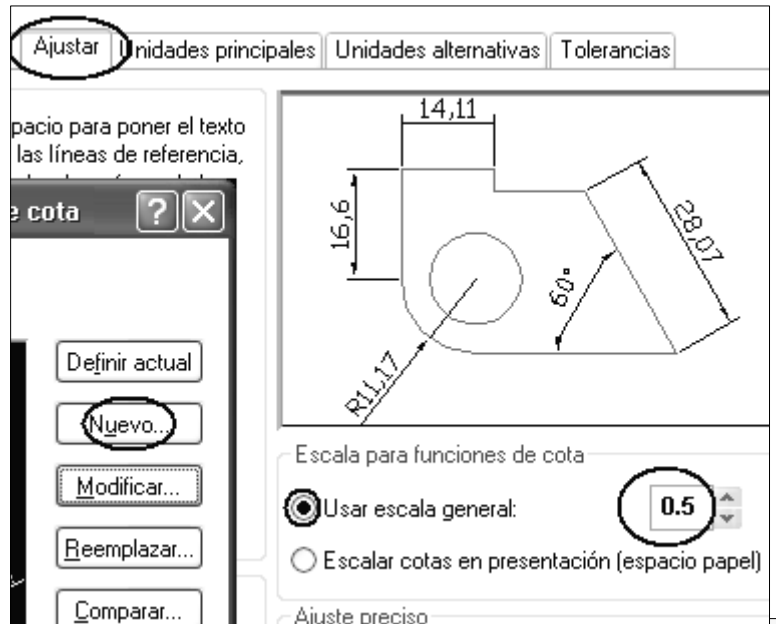 Ajustar Unidades principales Unidades alternativas Tolerancias
pacio para poner el texto
las líneas de referencia,
e cota
Definir actual
Nuevo...
Modificar...
Reemplazar...
Comparar...
14,11
16,6
28,07
60°
R11,17
Escala para funciones de cota
Usar escala general: 0.5
Escalar cotas en presentación (espacio papel)
Ajuste preciso